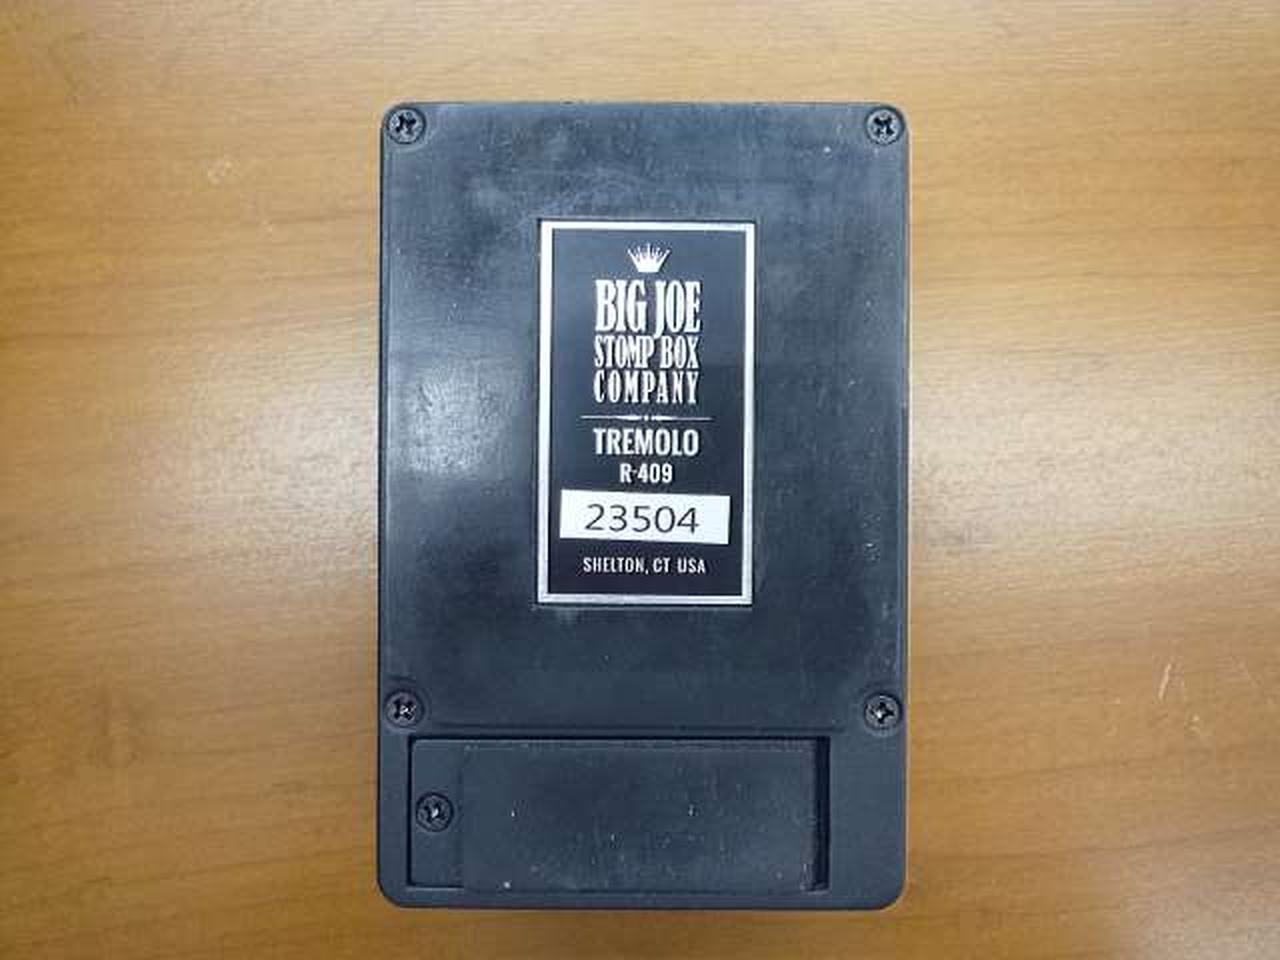 BIG JOE
STOMP BOX
COMPANY
TREMOLO
R-409
23504
SHELTON, CT USA